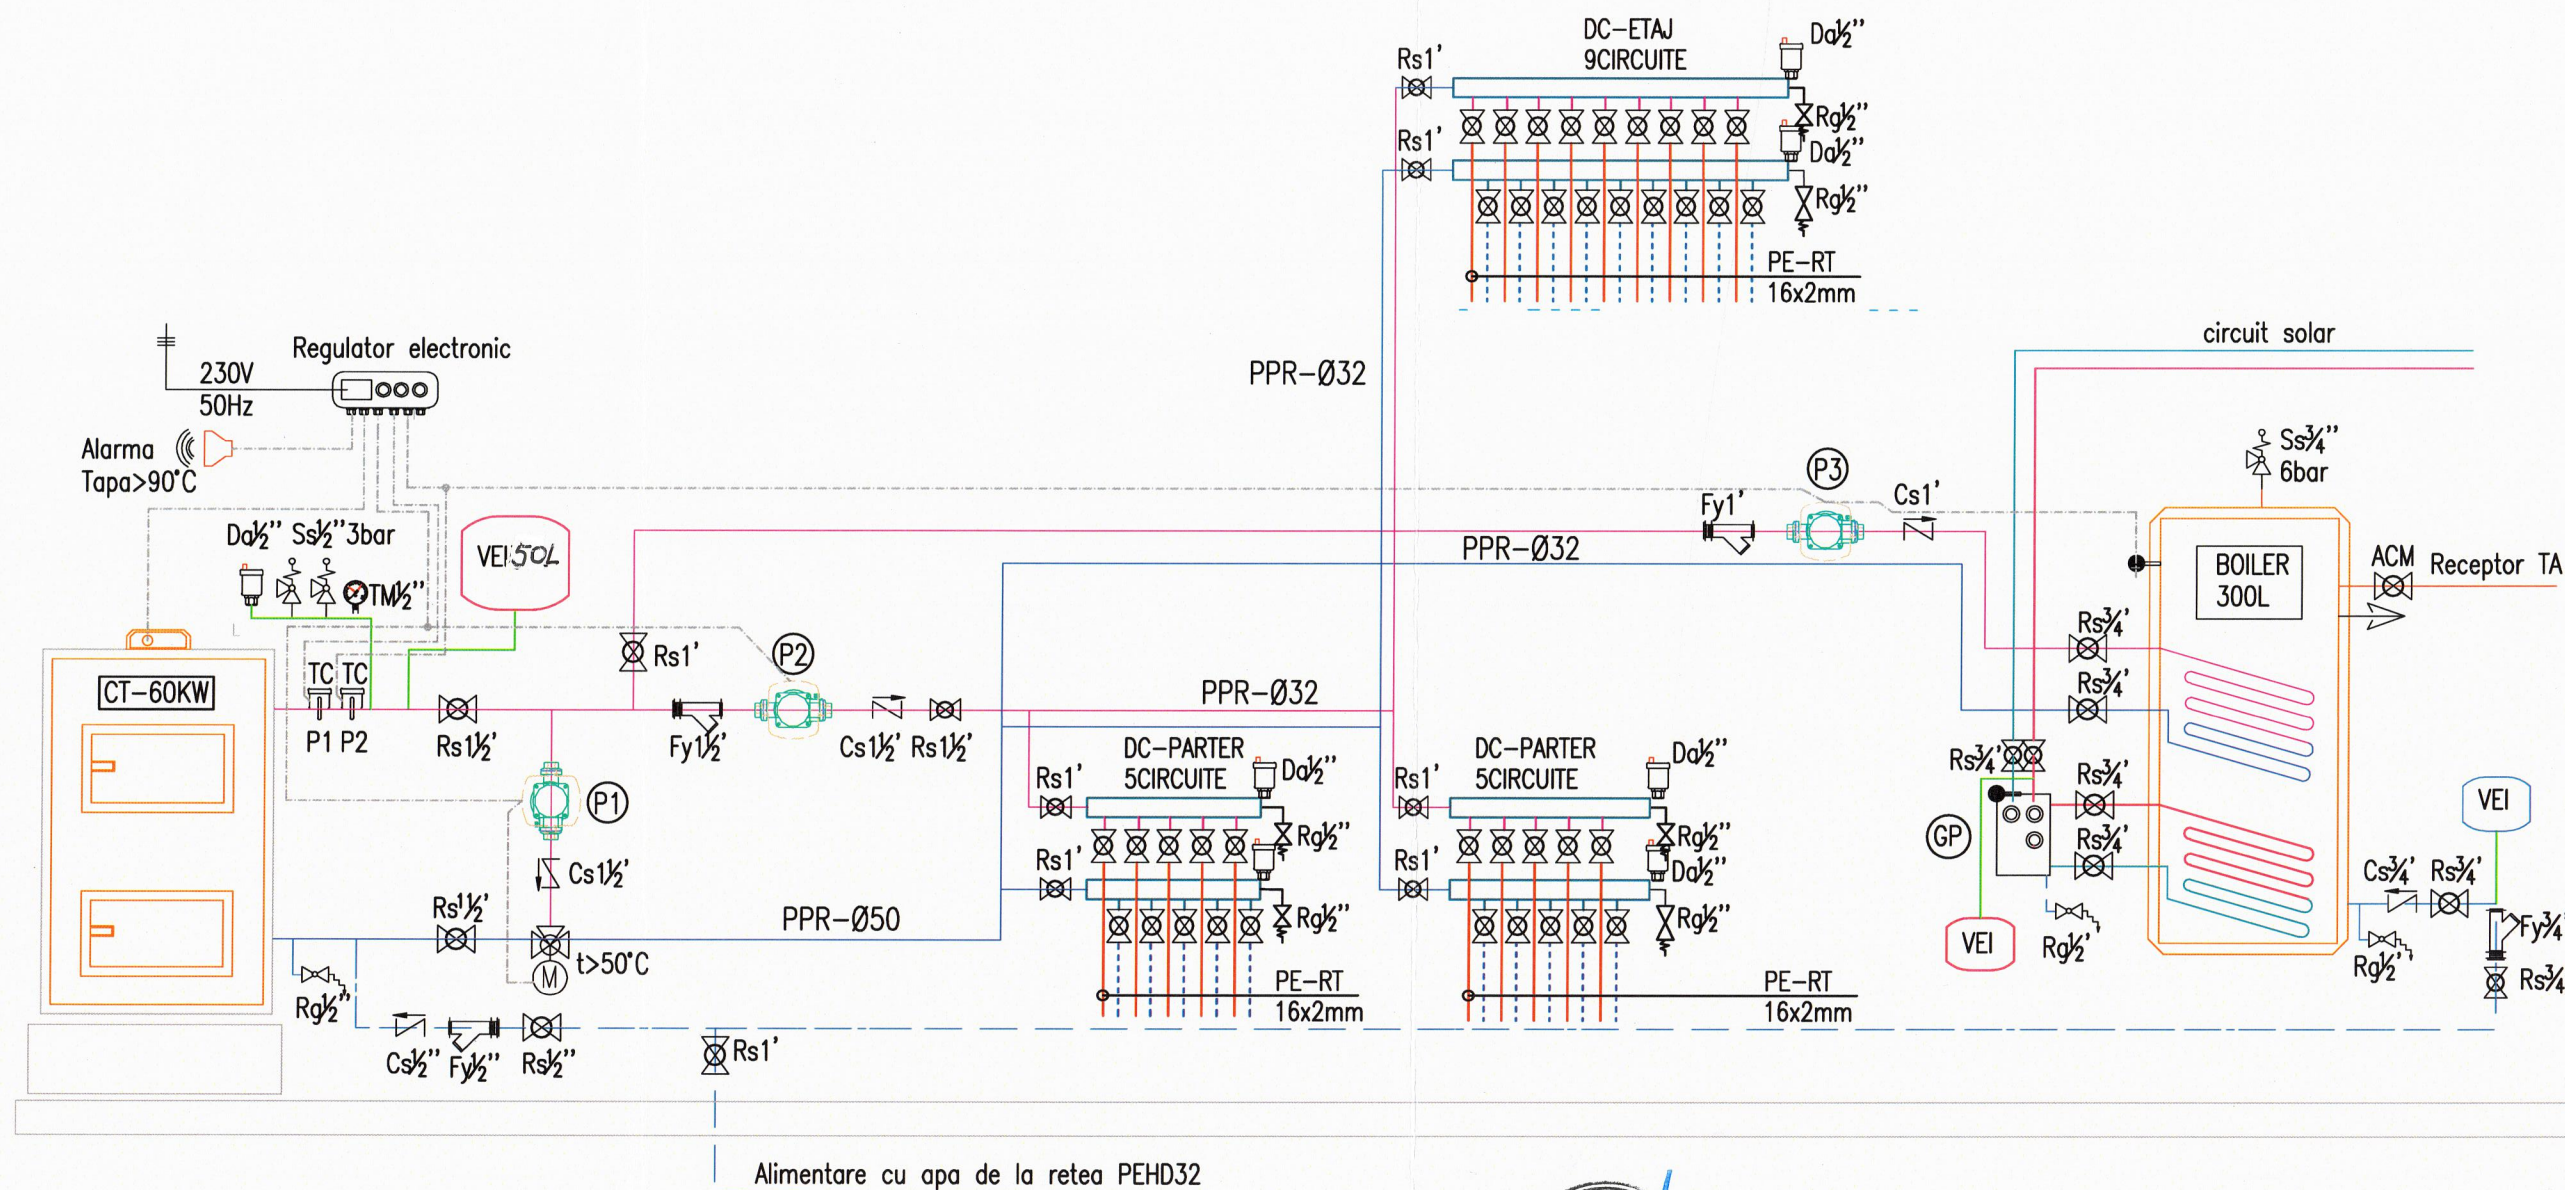 DC-ETAJ
9CIRCUITE
Da½"
Rs1'
Rg½"
Rs1'
Da½"
Rg½"
PE-RT
16x2mm
circuit solar
Regulator electronic
230V
50Hz
PPR-Ø32
Alarma
Tapa>90°C
Ss¾"
6bar
P3
Fy1'
Cs1'
Da½" Ss½" 3bar
VEI 50L
TM½"
PPR-Ø32
BOILER
300L
ACM
Receptor TA
Rs1'
P2
Rs¾'
CT-60KW
TC TC
P1 P2
Rs1½'
Fy1½'
Cs1½' Rs1½'
PPR-Ø32
Rs¾'
DC-PARTER
5CIRCUITE
Da½"
Rs1'
Rg½"
Rs1'
Rg½"
PE-RT
16x2mm
DC-PARTER
5CIRCUITE
Da½"
Rs1'
Rg½"
Rs1'
Da½"
Rg½"
PE-RT
16x2mm
Rs¾'
Rs¾'
GP
Rs¾'
VEI
Rg½'
VEI
Cs¾' Rs¾'
Fy¾'
Rg½'
Rs¾
P1
Cs1½'
Rs1½'
PPR-Ø50
t>50°C
M
Rg½"
Cs½" Fy½" Rs½"
Rs1'
Alimentare cu apa de la retea PEHD32